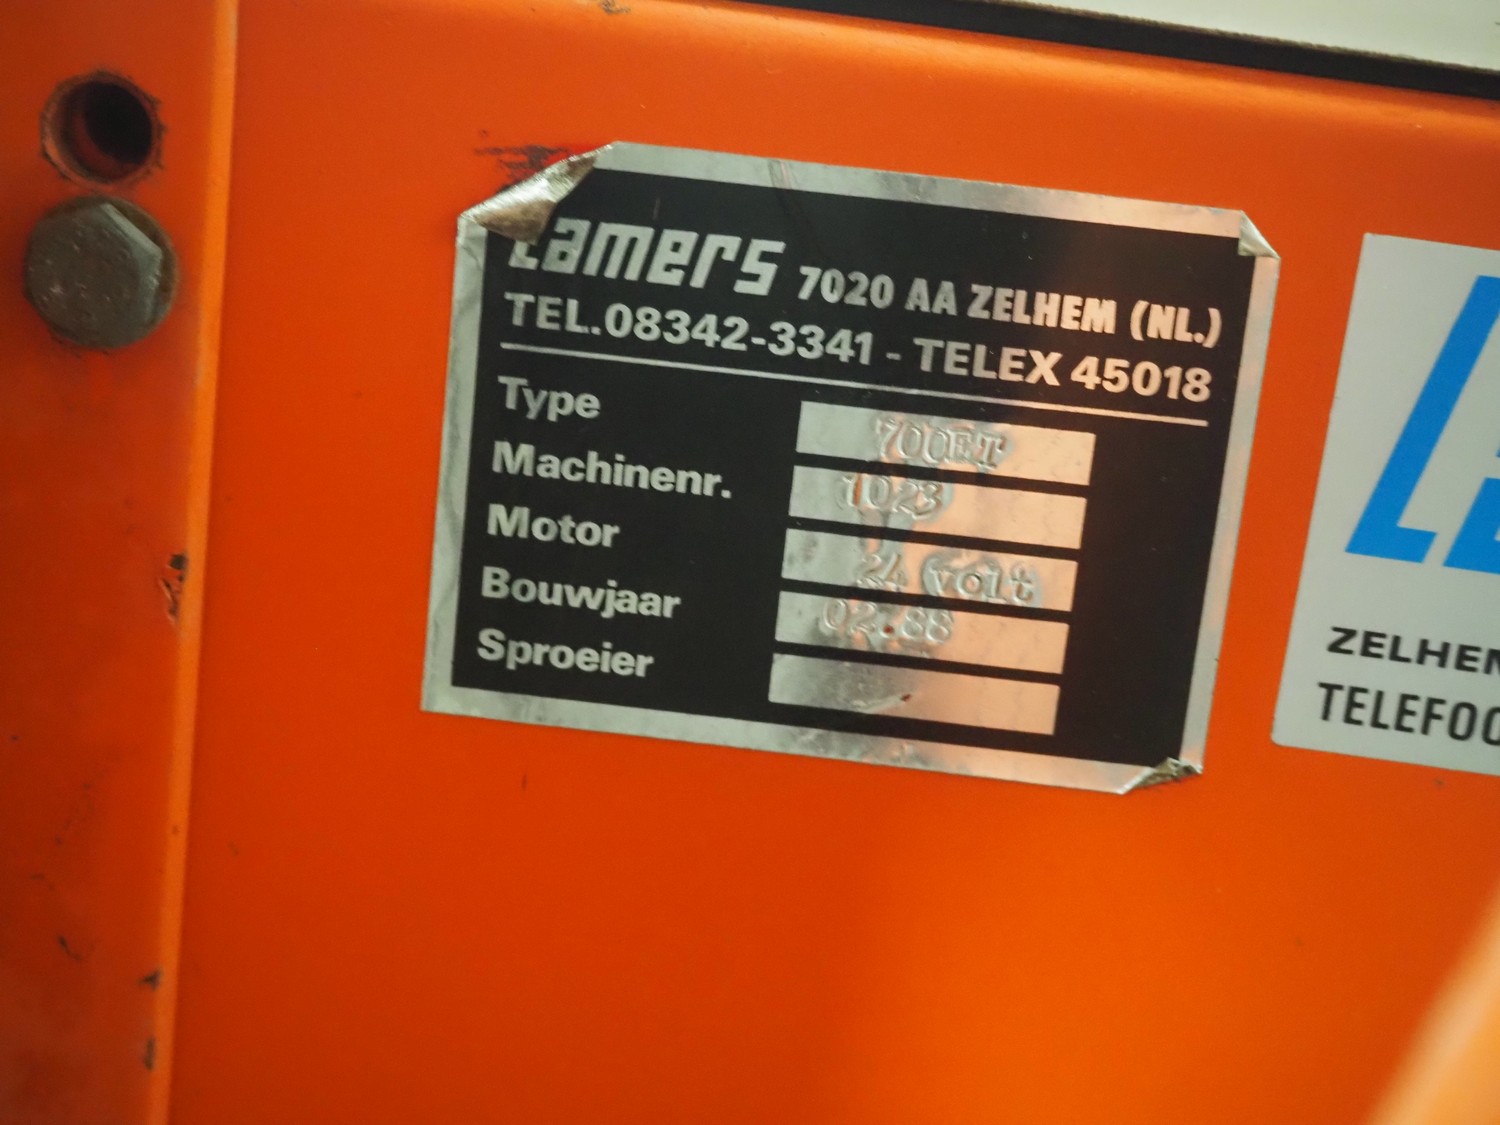 Lamers 7020 AA ZELHEM (NL.)
TEL.08342-3341 - TELEX 45018
Type 700ET
Machinenr. 1023
Motor 24 volt
Bouwjaar 02.88
Sproeier
ZELHEM
TELEFOO